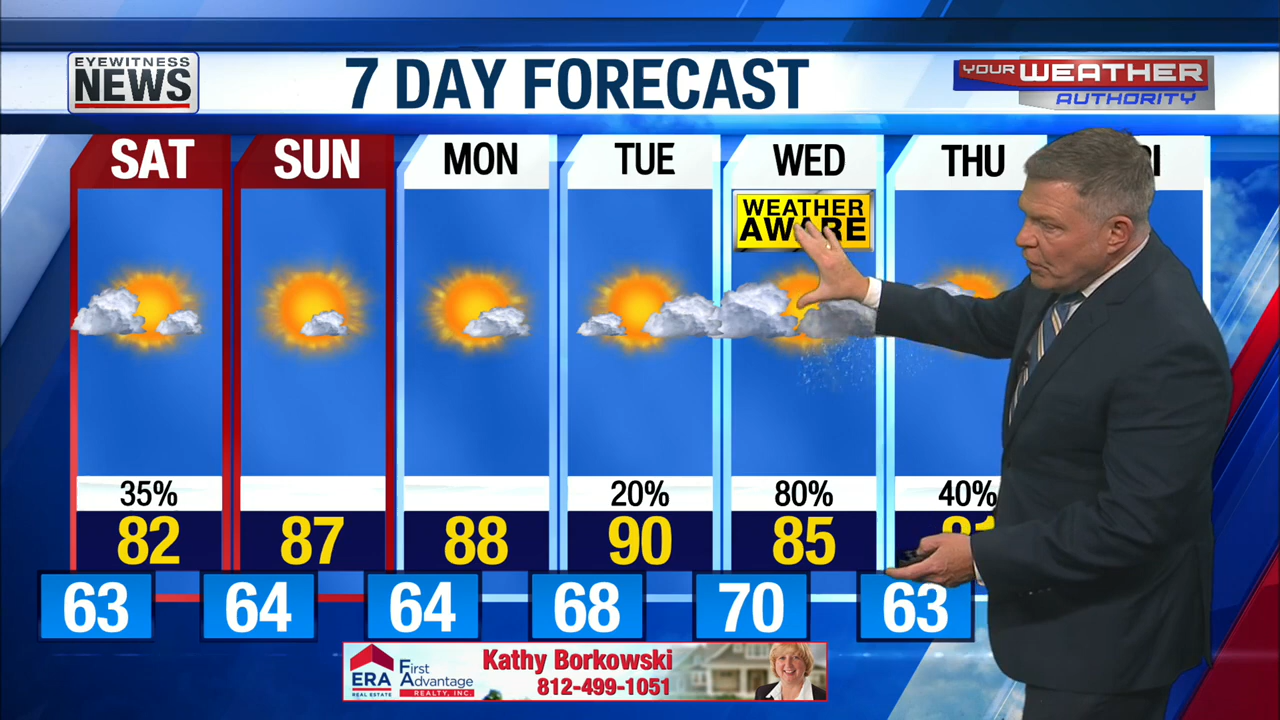 EYEWITNESS
NEWS
7 DAY FORECAST
YOUR WEATHER
AUTHORITY
SAT
SUN
MON
TUE
WED
THU
WEATHER
AWARE
35%
20%
80%
40%
82
87
88
90
85
81
63
64
64
68
70
63
ERA
REAL ESTATE
First
Advantage
REALTY, INC.
Kathy Borkowski
812-499-1051